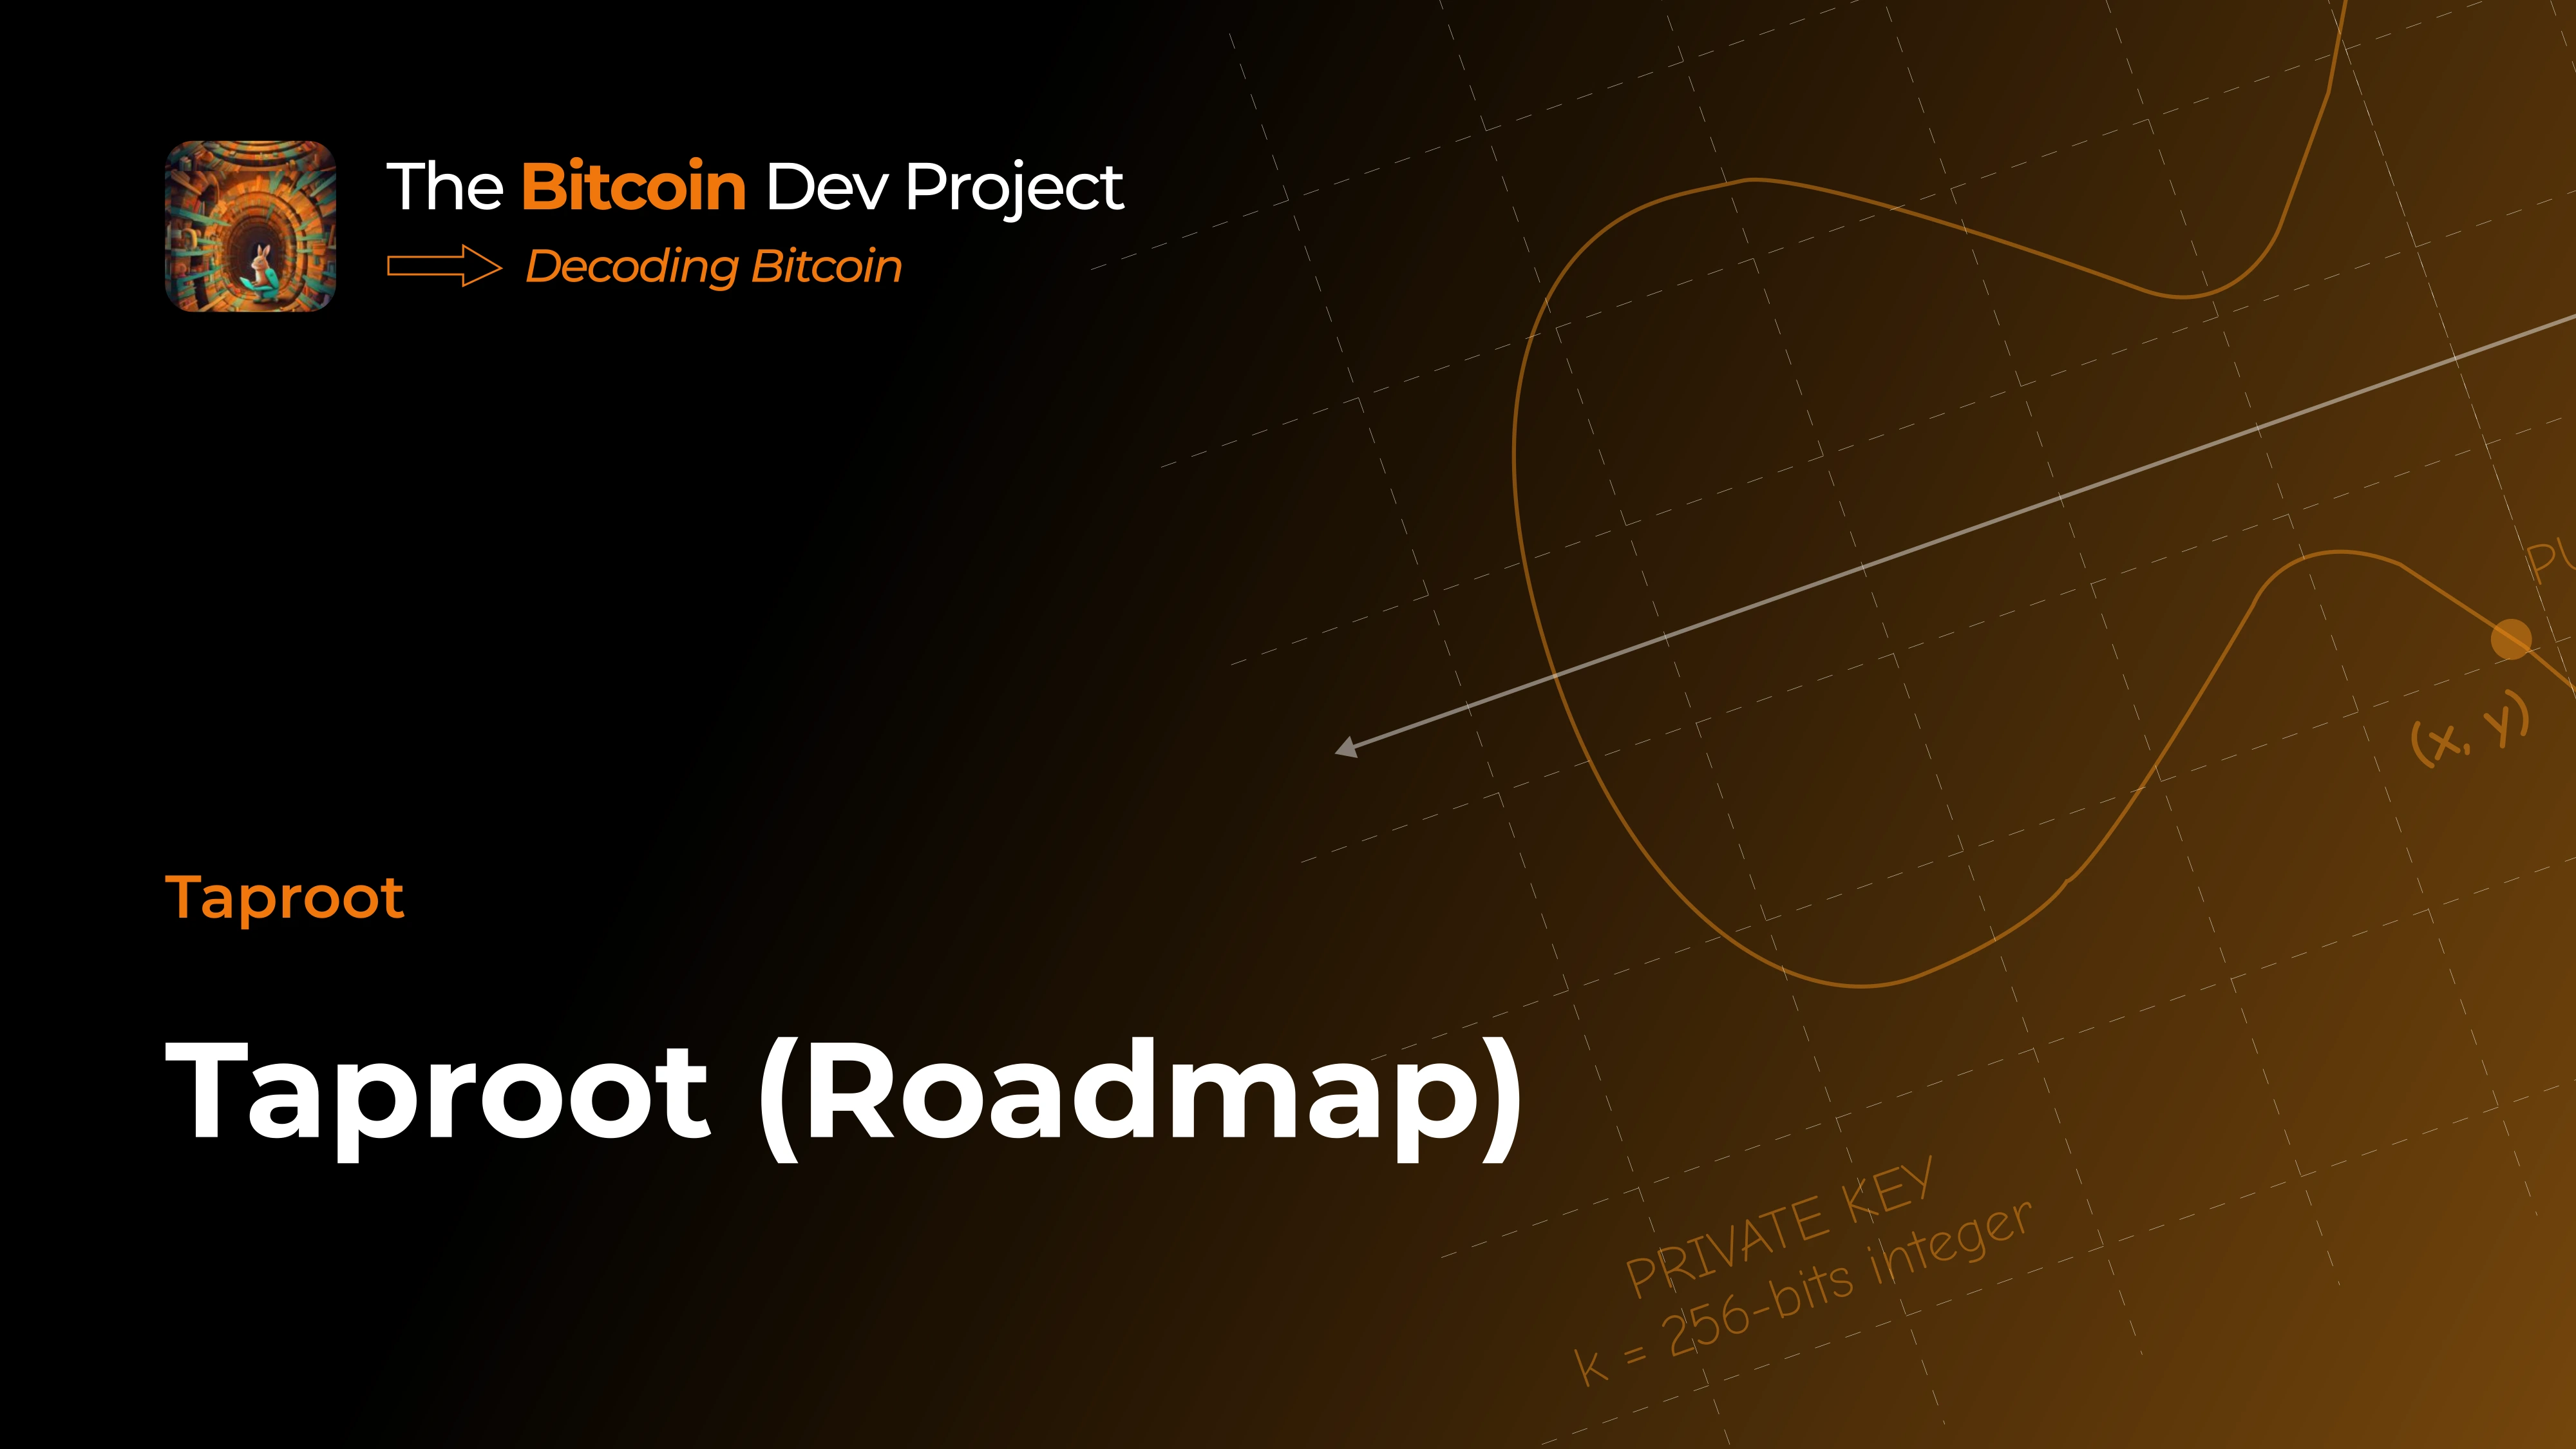 The Bitcoin Dev Project
Decoding Bitcoin
Taproot
Taproot (Roadmap)
(x, y)
PRIVATE KEY
k = 256-bits integer